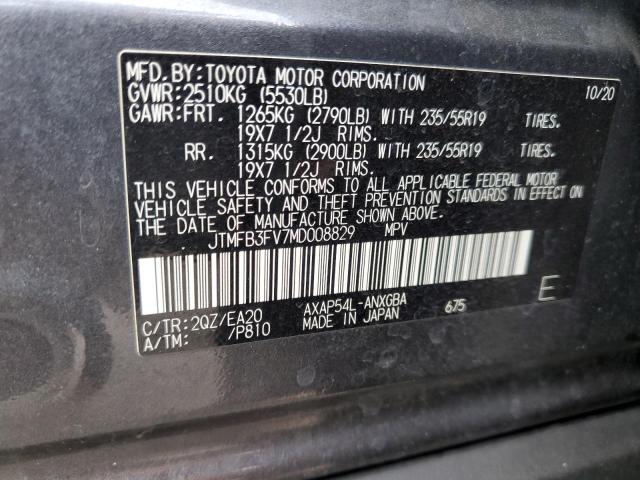 MFD.BY:TOYOTA MOTOR CORPORATION 10/20
GVWR:2510KG (5530LB)
GAWR:FRT. 1265KG (2790LB) WITH 235/55R19 TIRES.
19X7 1/2J RIMS.
RR. 1315KG (2900LB) WITH 235/55R19 TIRES.
19X7 1/2J RIMS.
THIS VEHICLE CONFORMS TO ALL APPLICABLE FEDERAL MOTOR
VEHICLE SAFETY AND THEFT PREVENTION STANDARDS IN EFFECT ON
THE DATE OF MANUFACTURE SHOWN ABOVE.
JTMFB3FV7MD008829 MPV
C/TR:2QZ/EA20 AXAP54L-ANXGBA 675 E
A/TM: /P810 MADE IN JAPAN